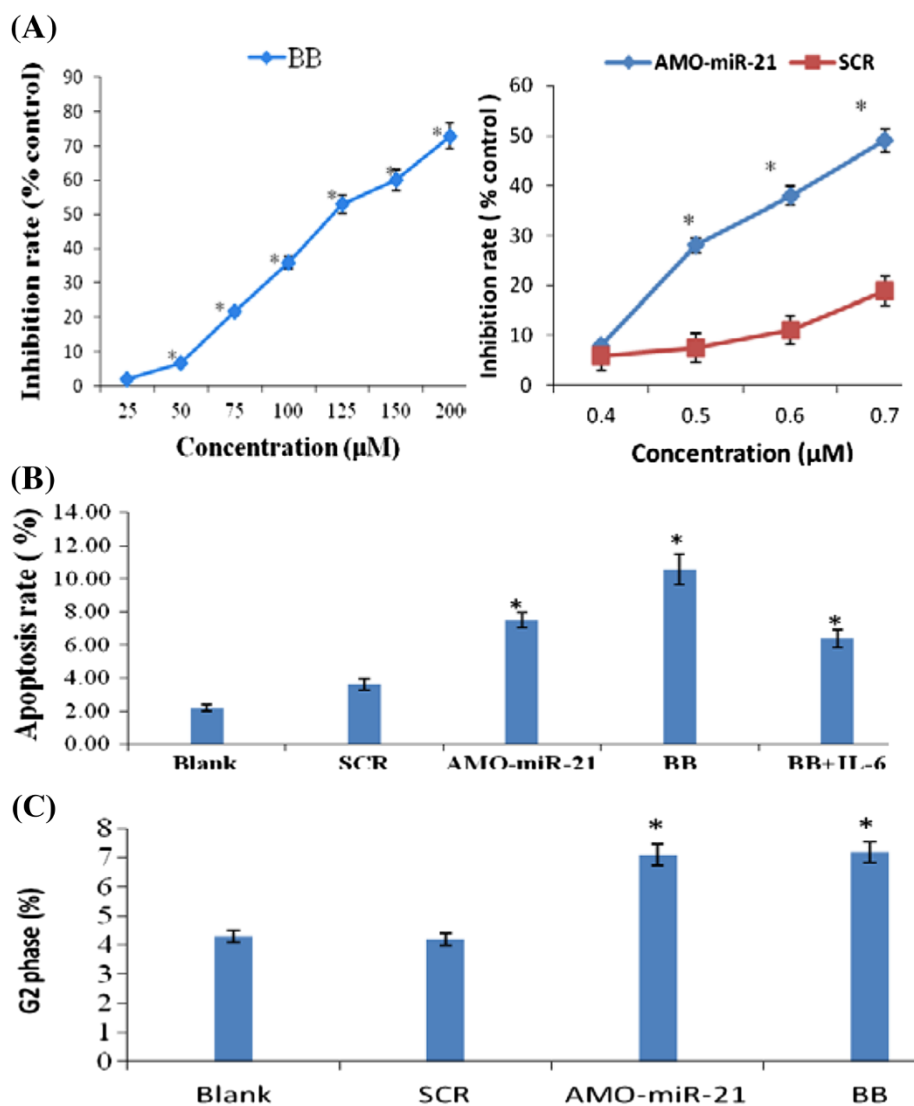 (A)
BB
Inhibition rate (% control)
90
80
70
60
50
40
30
20
10
0
* * * * * *
25 50 75 100 125 150 200
Concentration (μM)
AMO-miR-21 SCR
Inhibition rate ( % control )
60
50
40
30
20
10
0
* * *
0.4 0.5 0.6 0.7
Concentration (μM)
(B)
Apoptosis rate ( %)
14.00
12.00
10.00
8.00
6.00
4.00
2.00
0.00
* * *
Blank SCR AMO-miR-21 BB BB+IL-6
(C)
G2 phase (%)
8
7
6
5
4
3
2
1
0
* *
Blank SCR AMO-miR-21 BB